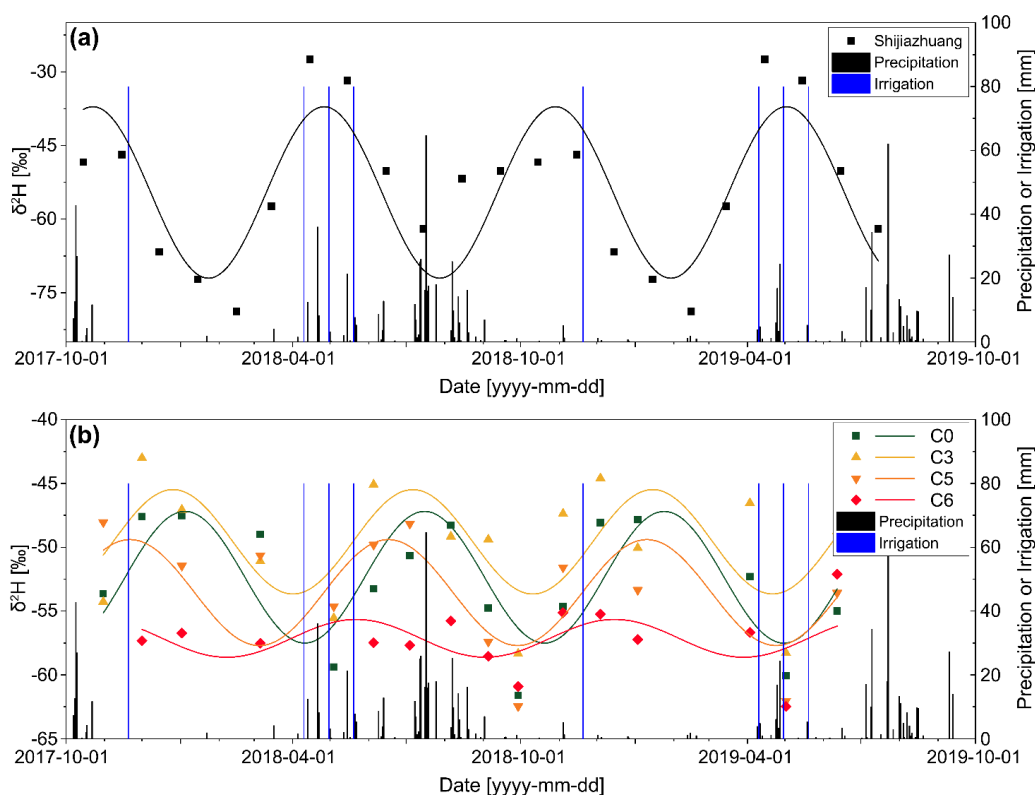 (a)
Shijiazhuang
Precipitation
Irrigation
100
80
60
40
20
0
Precipitation or Irrigation [mm]
-30
-45
-60
-75
δ²H [‰]
2017-10-01 2018-04-01 2018-10-01 2019-04-01 2019-10-01
Date [yyyy-mm-dd]
(b)
C0
C3
C5
C6
Precipitation
Irrigation
100
80
60
40
20
0
Precipitation or Irrigation [mm]
-40
-45
-50
-55
-60
-65
δ²H [‰]
2017-10-01 2018-04-01 2018-10-01 2019-04-01 2019-10-01
Date [yyyy-mm-dd]